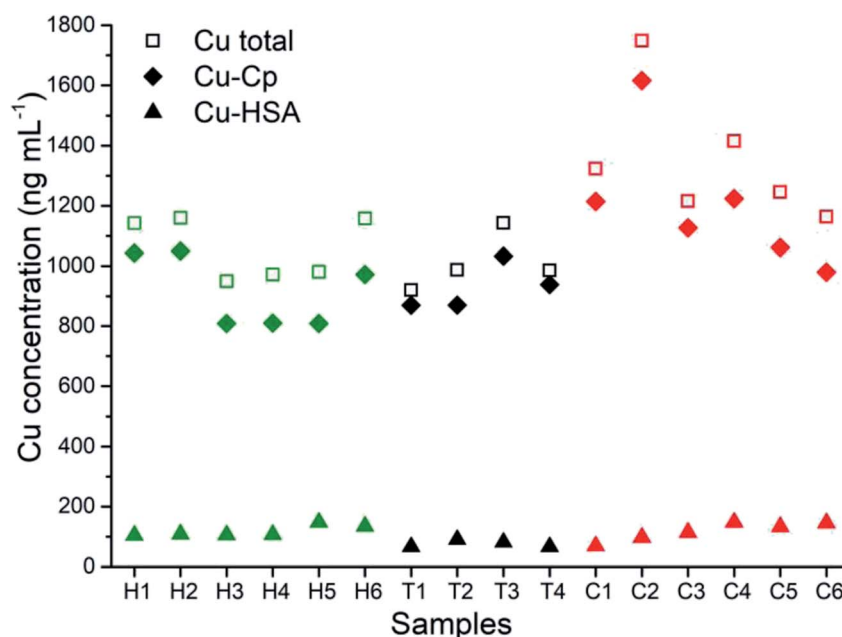 Cu concentration (ng mL⁻¹)
1800
1600
1400
1200
1000
800
600
400
200
0
Cu total
Cu-Cp
Cu-HSA
H1 H2 H3 H4 H5 H6 T1 T2 T3 T4 C1 C2 C3 C4 C5 C6
Samples